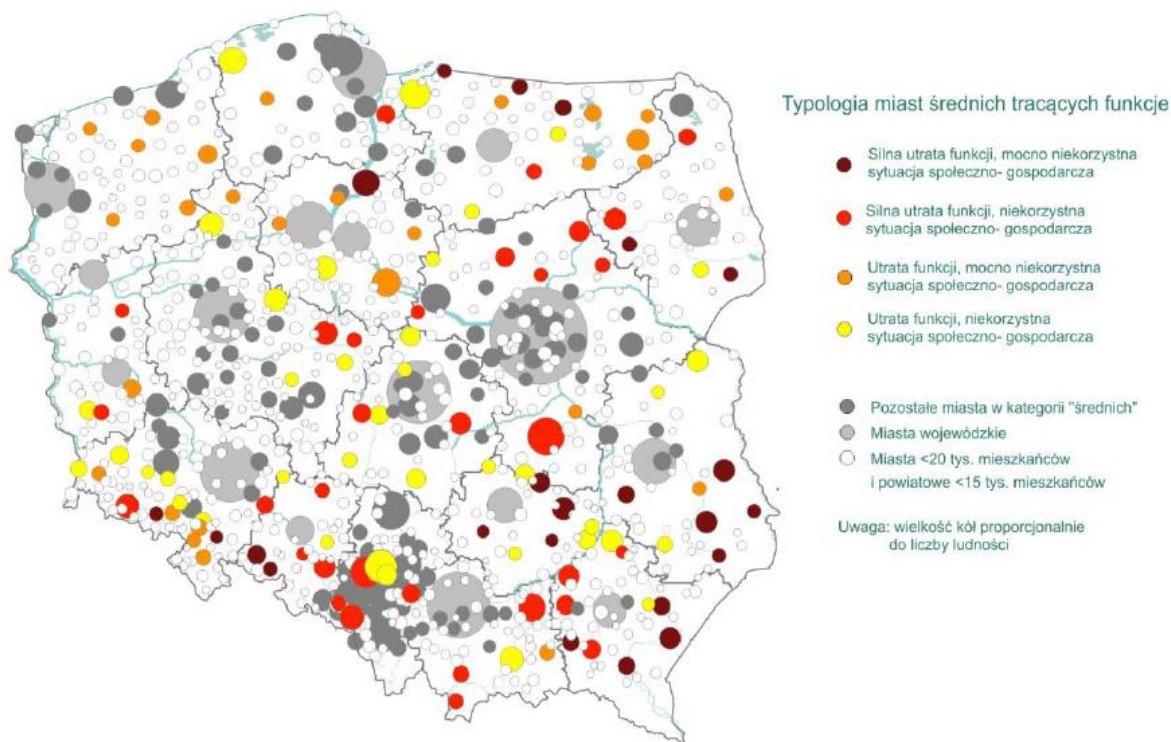 Typologia miast średnich tracących funkcje
Silna utrata funkcji, mocno niekorzystna
sytuacja społeczno- gospodarcza
Silna utrata funkcji, niekorzystna
sytuacja społeczno- gospodarcza
Utrata funkcji, mocno niekorzystna
sytuacja społeczno- gospodarcza
Utrata funkcji, niekorzystna
sytuacja społeczno- gospodarcza
Pozostałe miasta w kategorii "średnich"
Miasta wojewódzkie
Miasta <20 tys. mieszkańców
i powiatowe <15 tys. mieszkańców
Uwaga: wielkość kół proporcjonalnie
do liczby ludności